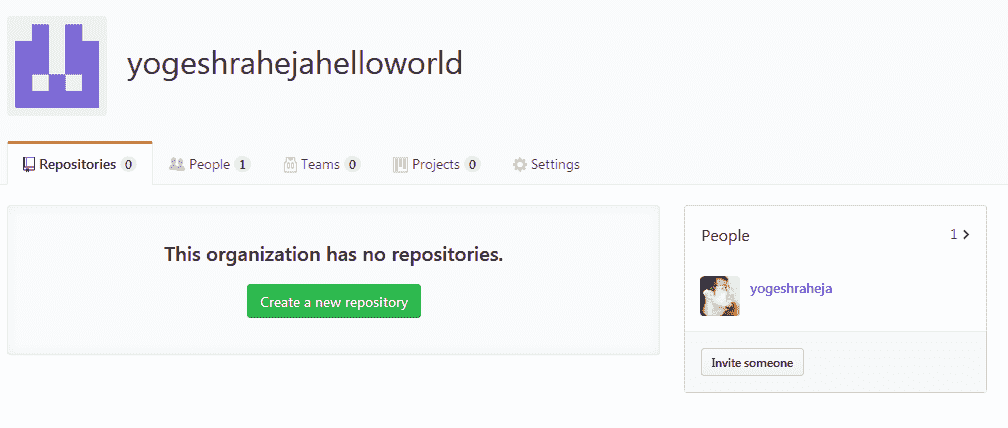 yogeshrahejahelloworld
Repositories 0 People 1 Teams 0 Projects 0 Settings
This organization has no repositories.
Create a new repository
People 1
yogeshraheja
Invite someone